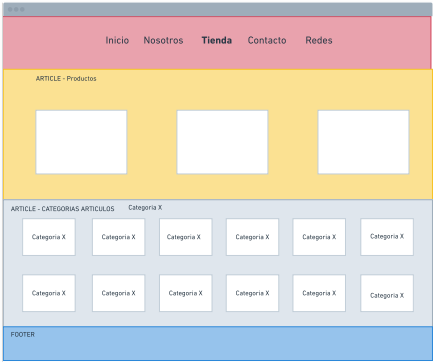 Inicio Nosotros Tienda Contacto Redes
ARTICLE - Productos
ARTICLE - CATEGORIAS ARTICULOS Categoria X
Categoria X Categoria X Categoria X Categoria X Categoria X Categoria X
Categoria X Categoria X Categoria X Categoria X Categoria X Categoria X
FOOTER